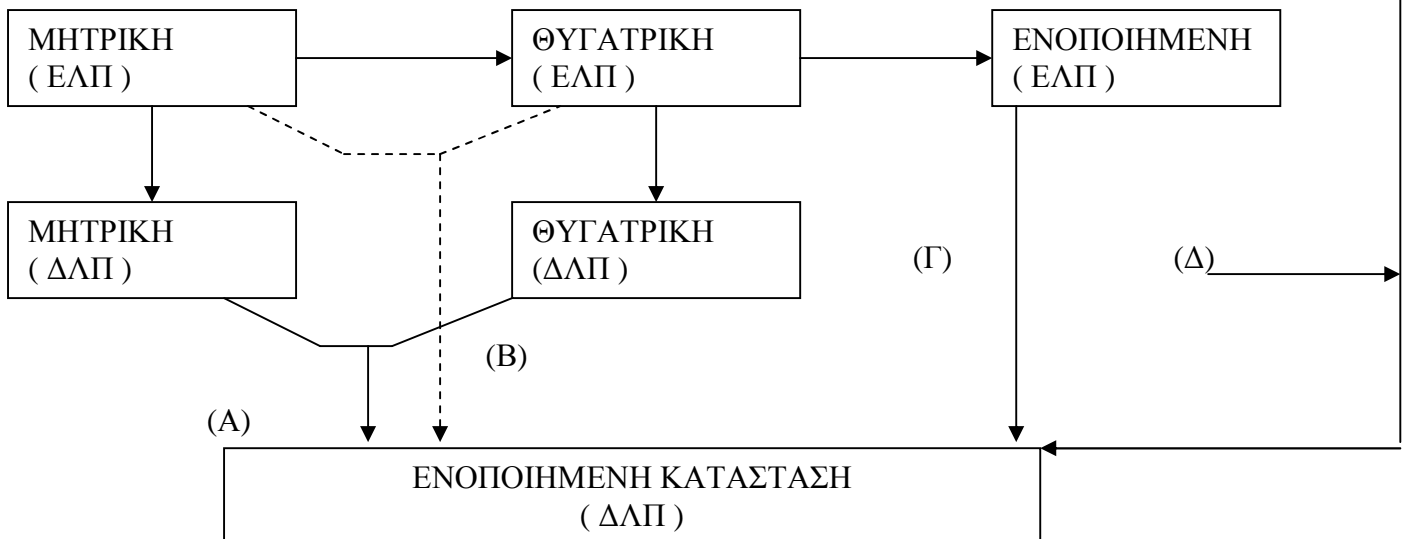 ΜΗΤΡΙΚΗ
( ΕΛΠ )
ΘΥΓΑΤΡΙΚΗ
( ΕΛΠ )
ΕΝΟΠΟΙΗΜΕΝΗ
( ΕΛΠ )
ΜΗΤΡΙΚΗ
( ΔΛΠ )
ΘΥΓΑΤΡΙΚΗ
(ΔΛΠ )
(Γ)
(Δ)
(Β)
(Α)
ΕΝΟΠΟΙΗΜΕΝΗ ΚΑΤΑΣΤΑΣΗ
( ΔΛΠ )